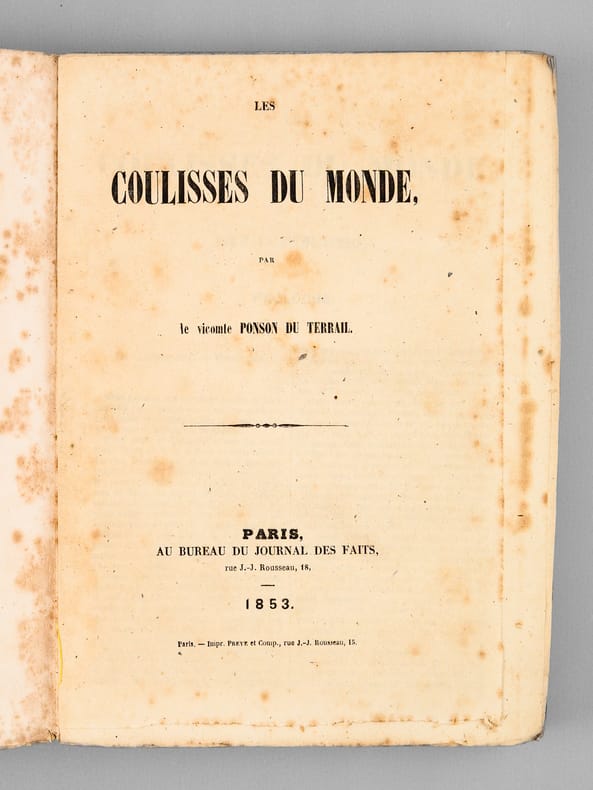 LES
COULISSES DU MONDE,
PAR
le vicomte PONSON DU TERRAIL.
PARIS,
AU BUREAU DU JOURNAL DES FAITS,
rue J.-J. Rousseau, 18,
1853.
Paris. — Impr. PREVE et Comp., rue J.-J. Rousseau, 15.